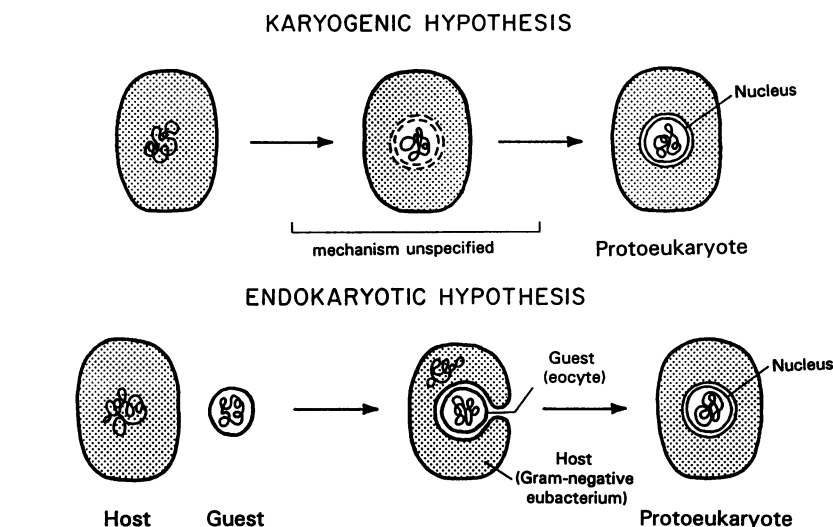 KARYOGENIC HYPOTHESIS
Nucleus
mechanism unspecified
Protoeukaryote
ENDOKARYOTIC HYPOTHESIS
Guest
(eocyte)
Nucleus
Host
(Gram-negative
eubacterium)
Host
Guest
Protoeukaryote